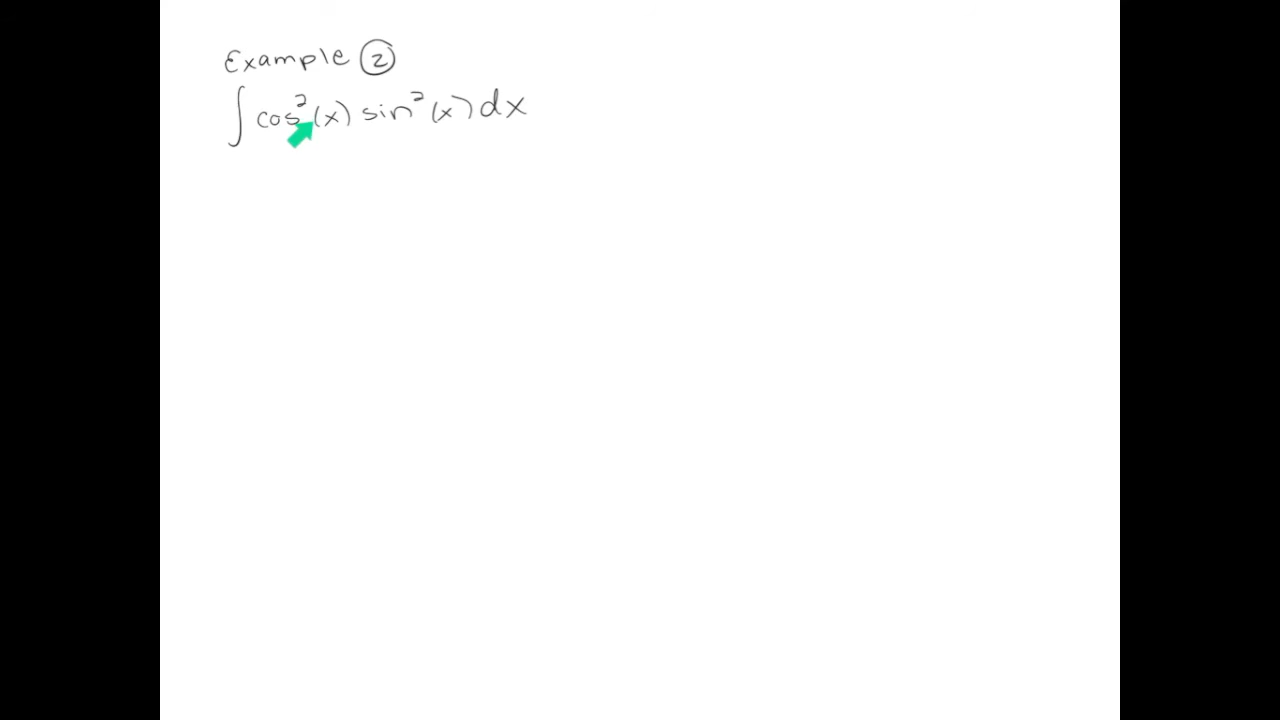 Example ②
∫ cos²(x) sin²(x) dx